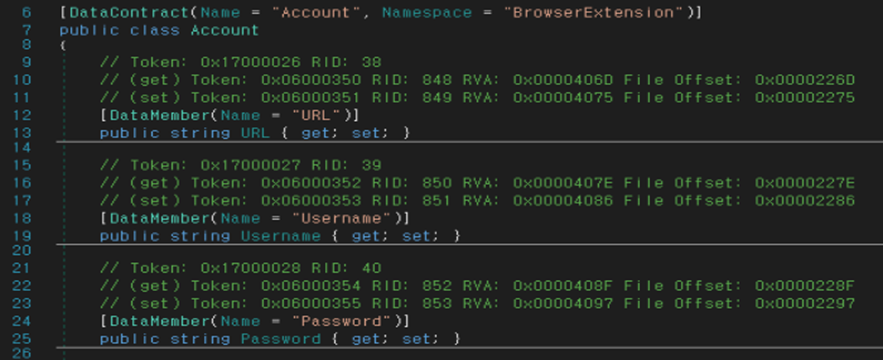 6 [DataContract(Name = "Account", Namespace = "BrowserExtension")]
7 public class Account
8 {
9 // Token: 0x17000026 RID: 38
10 // (get) Token: 0x06000350 RID: 848 RVA: 0x0000406D File Offset: 0x0000226D
11 // (set) Token: 0x06000351 RID: 849 RVA: 0x00004075 File Offset: 0x00002275
12 [DataMember(Name = "URL")]
13 public string URL { get; set; }
14
15 // Token: 0x17000027 RID: 39
16 // (get) Token: 0x06000352 RID: 850 RVA: 0x0000407E File Offset: 0x0000227E
17 // (set) Token: 0x06000353 RID: 851 RVA: 0x00004086 File Offset: 0x00002286
18 [DataMember(Name = "Username")]
19 public string Username { get; set; }
20
21 // Token: 0x17000028 RID: 40
22 // (get) Token: 0x06000354 RID: 852 RVA: 0x0000408F File Offset: 0x0000228F
23 // (set) Token: 0x06000355 RID: 853 RVA: 0x00004097 File Offset: 0x00002297
24 [DataMember(Name = "Password")]
25 public string Password { get; set; }
26